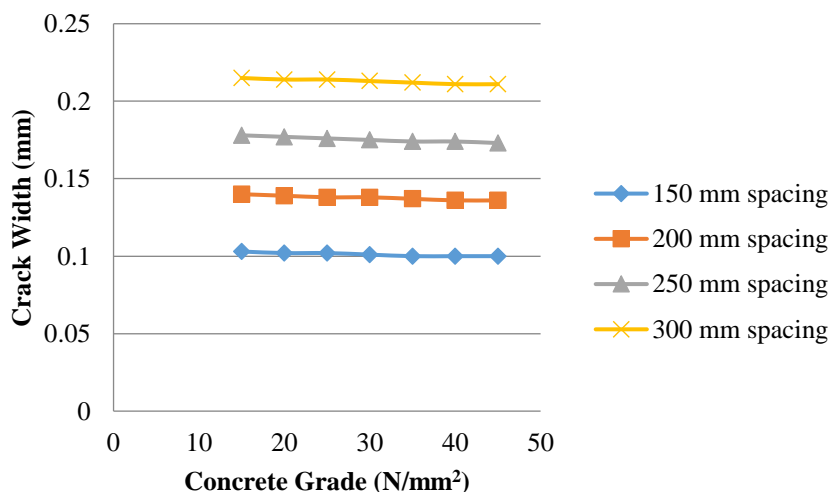 0.25
0.2
0.15
0.1
0.05
0
Crack Width (mm)
0 10 20 30 40 50
Concrete Grade (N/mm²)
150 mm spacing
200 mm spacing
250 mm spacing
300 mm spacing